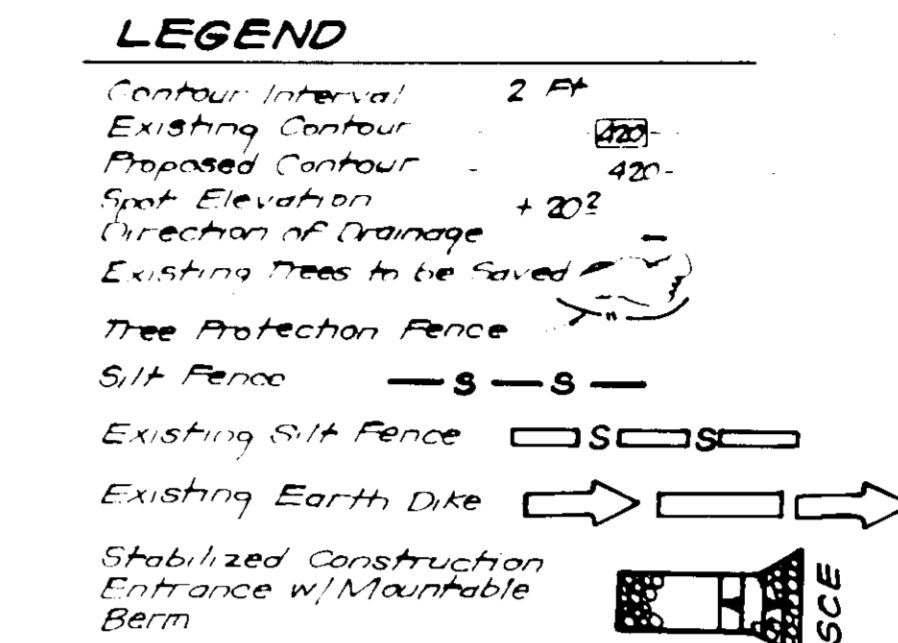 LEGEND
Contour Interval 2 Ft
Existing Contour 420
Proposed Contour 420
Spot Elevation + 20²
Direction of Drainage
Existing Trees to be Saved
Tree Protection Fence
Silt Fence S S
Existing Silt Fence S S
Existing Earth Dike
Stabilized Construction
Entrance w/ Mountable
Berm
SCE